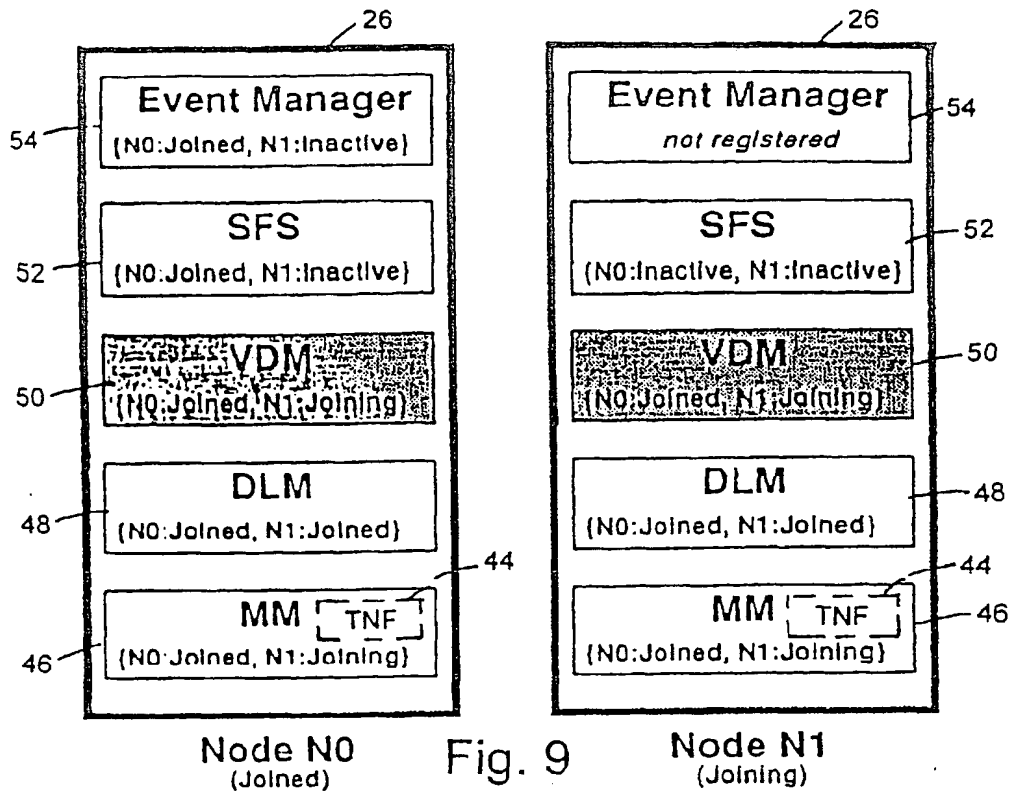 26
Event Manager
{N0:Joined, N1:Inactive}
54
SFS
{N0:Joined, N1:Inactive}
52
VDM
{N0:Joined, N1:Joining}
50
DLM
{N0:Joined, N1:Joined}
48
44
MM
TNF
{N0:Joined, N1:Joining}
46
Node N0
(Joined)
26
Event Manager
not registered
54
SFS
{N0:Inactive, N1:Inactive}
52
VDM
{N0:Joined, N1:Joining}
50
DLM
{N0:Joined, N1:Joined}
48
44
MM
TNF
{N0:Joined, N1:Joining}
46
Node N1
(Joining)
Fig. 9